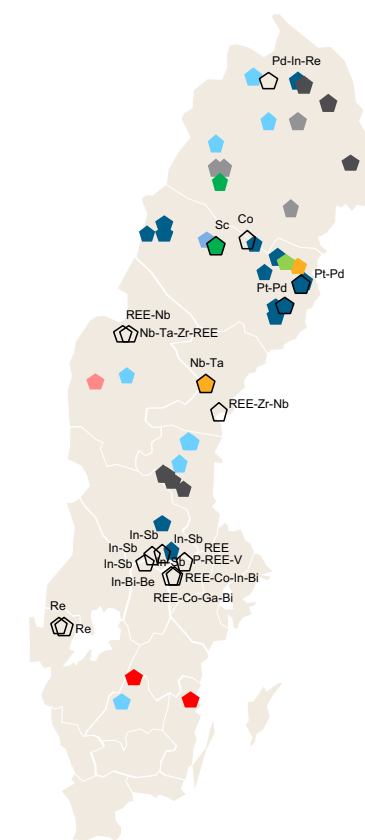 Pd-In-Re
Sc
Co
Pt-Pd
Pt-Pd
REE-Nb
Nb-Ta-Zr-REE
Nb-Ta
REE-Zr-Nb
In-Sb
In-Sb
In-Sb
REE
In-Sb
In-Sb
P-REE-V
In-Bi-Be
REE-Co-In-Bi
REE-Co-Ga-Bi
Re
Re